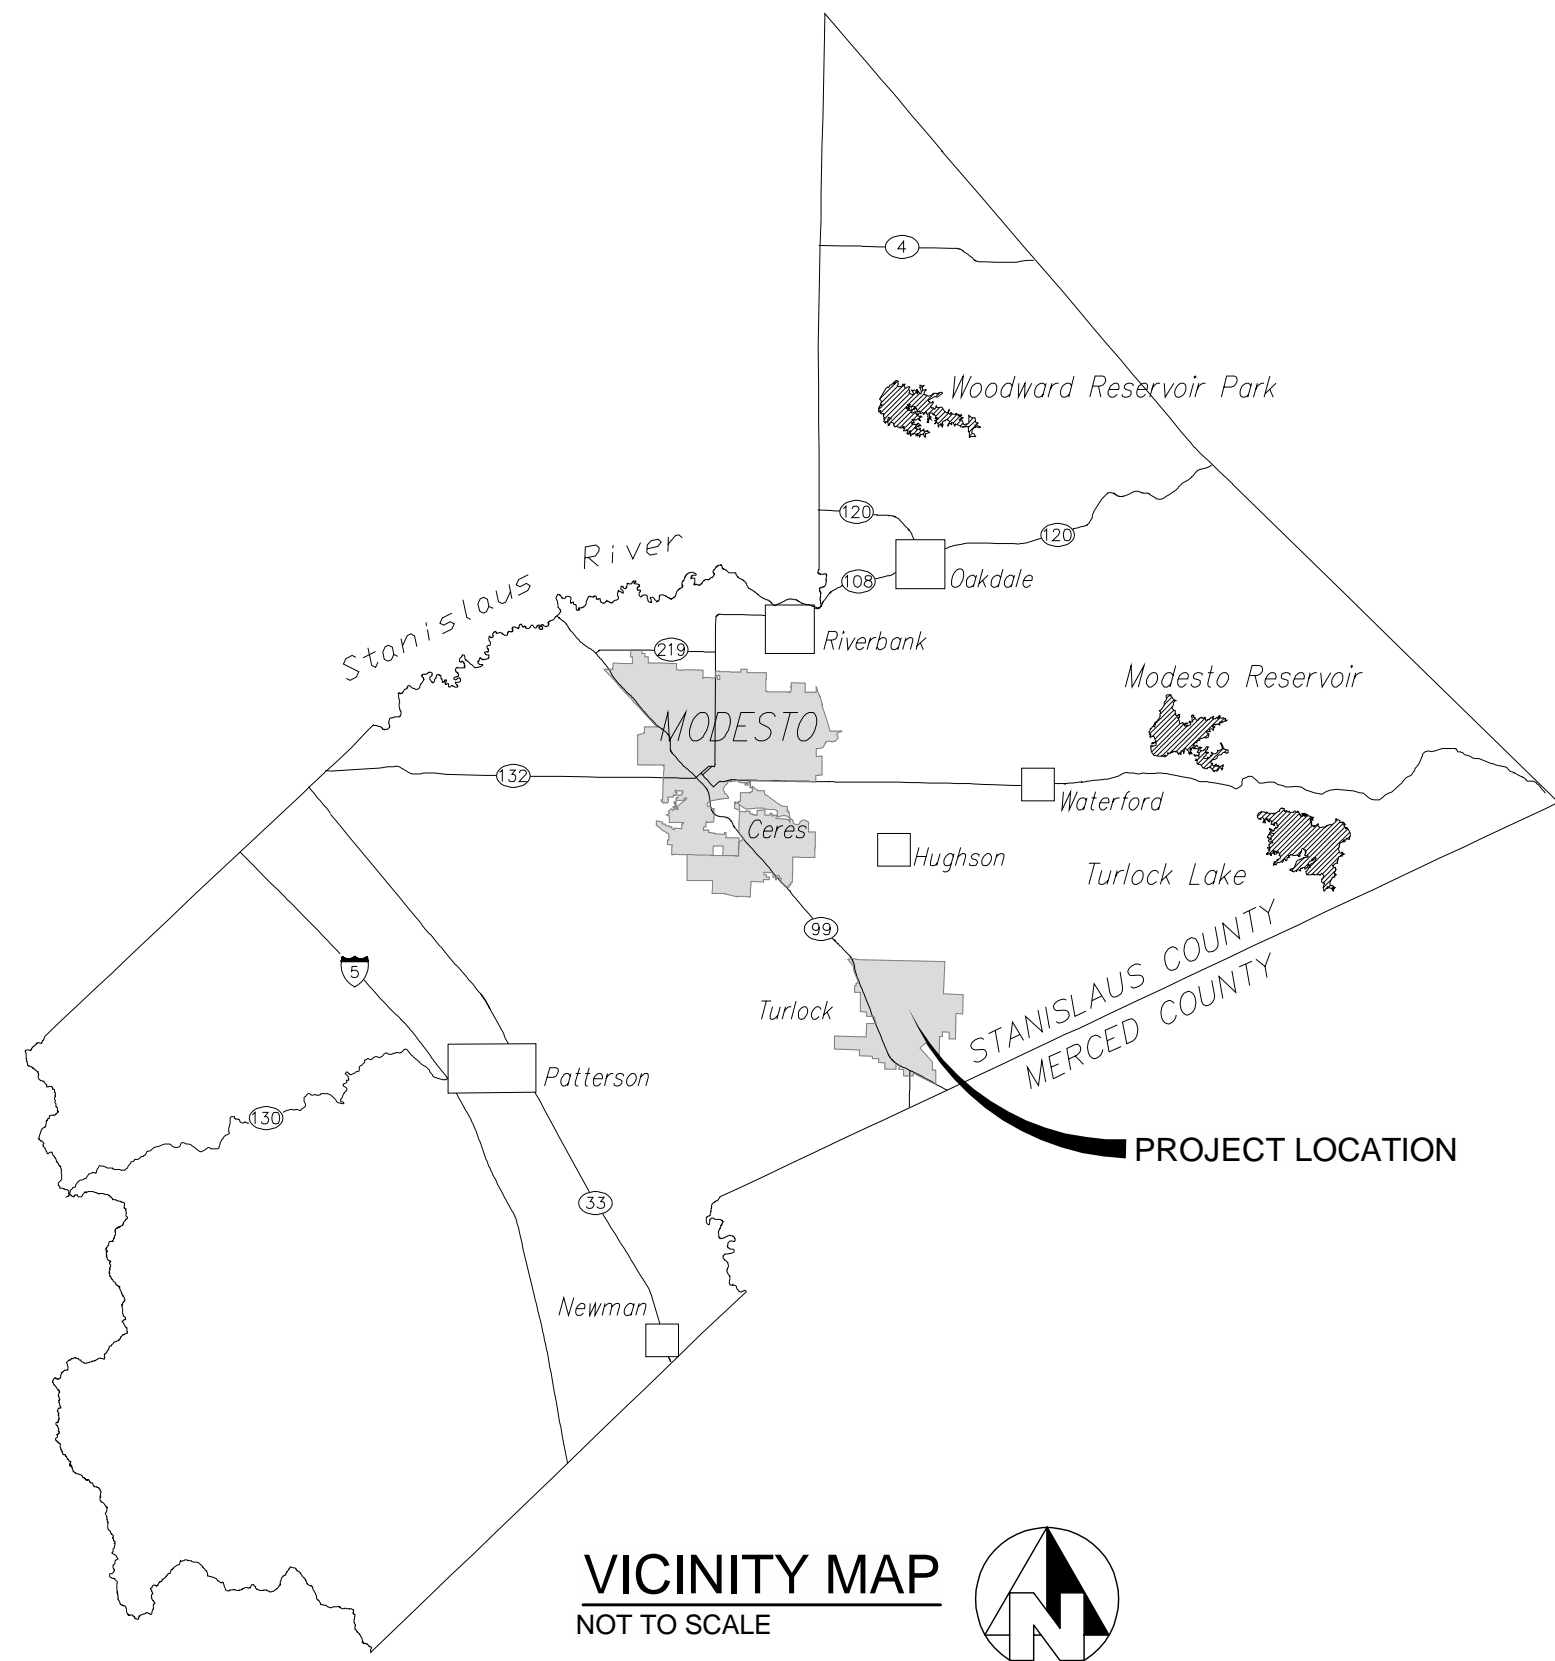 4
Woodward Reservoir Park
120
120
Stanislaus River
108
Oakdale
Riverbank
219
Modesto Reservoir
MODESTO
132
Waterford
Ceres
Hughson
Turlock Lake
99
STANISLAUS COUNTY
5
Turlock
MERCED COUNTY
Patterson
130
PROJECT LOCATION
33
Newman
VICINITY MAP
NOT TO SCALE
N